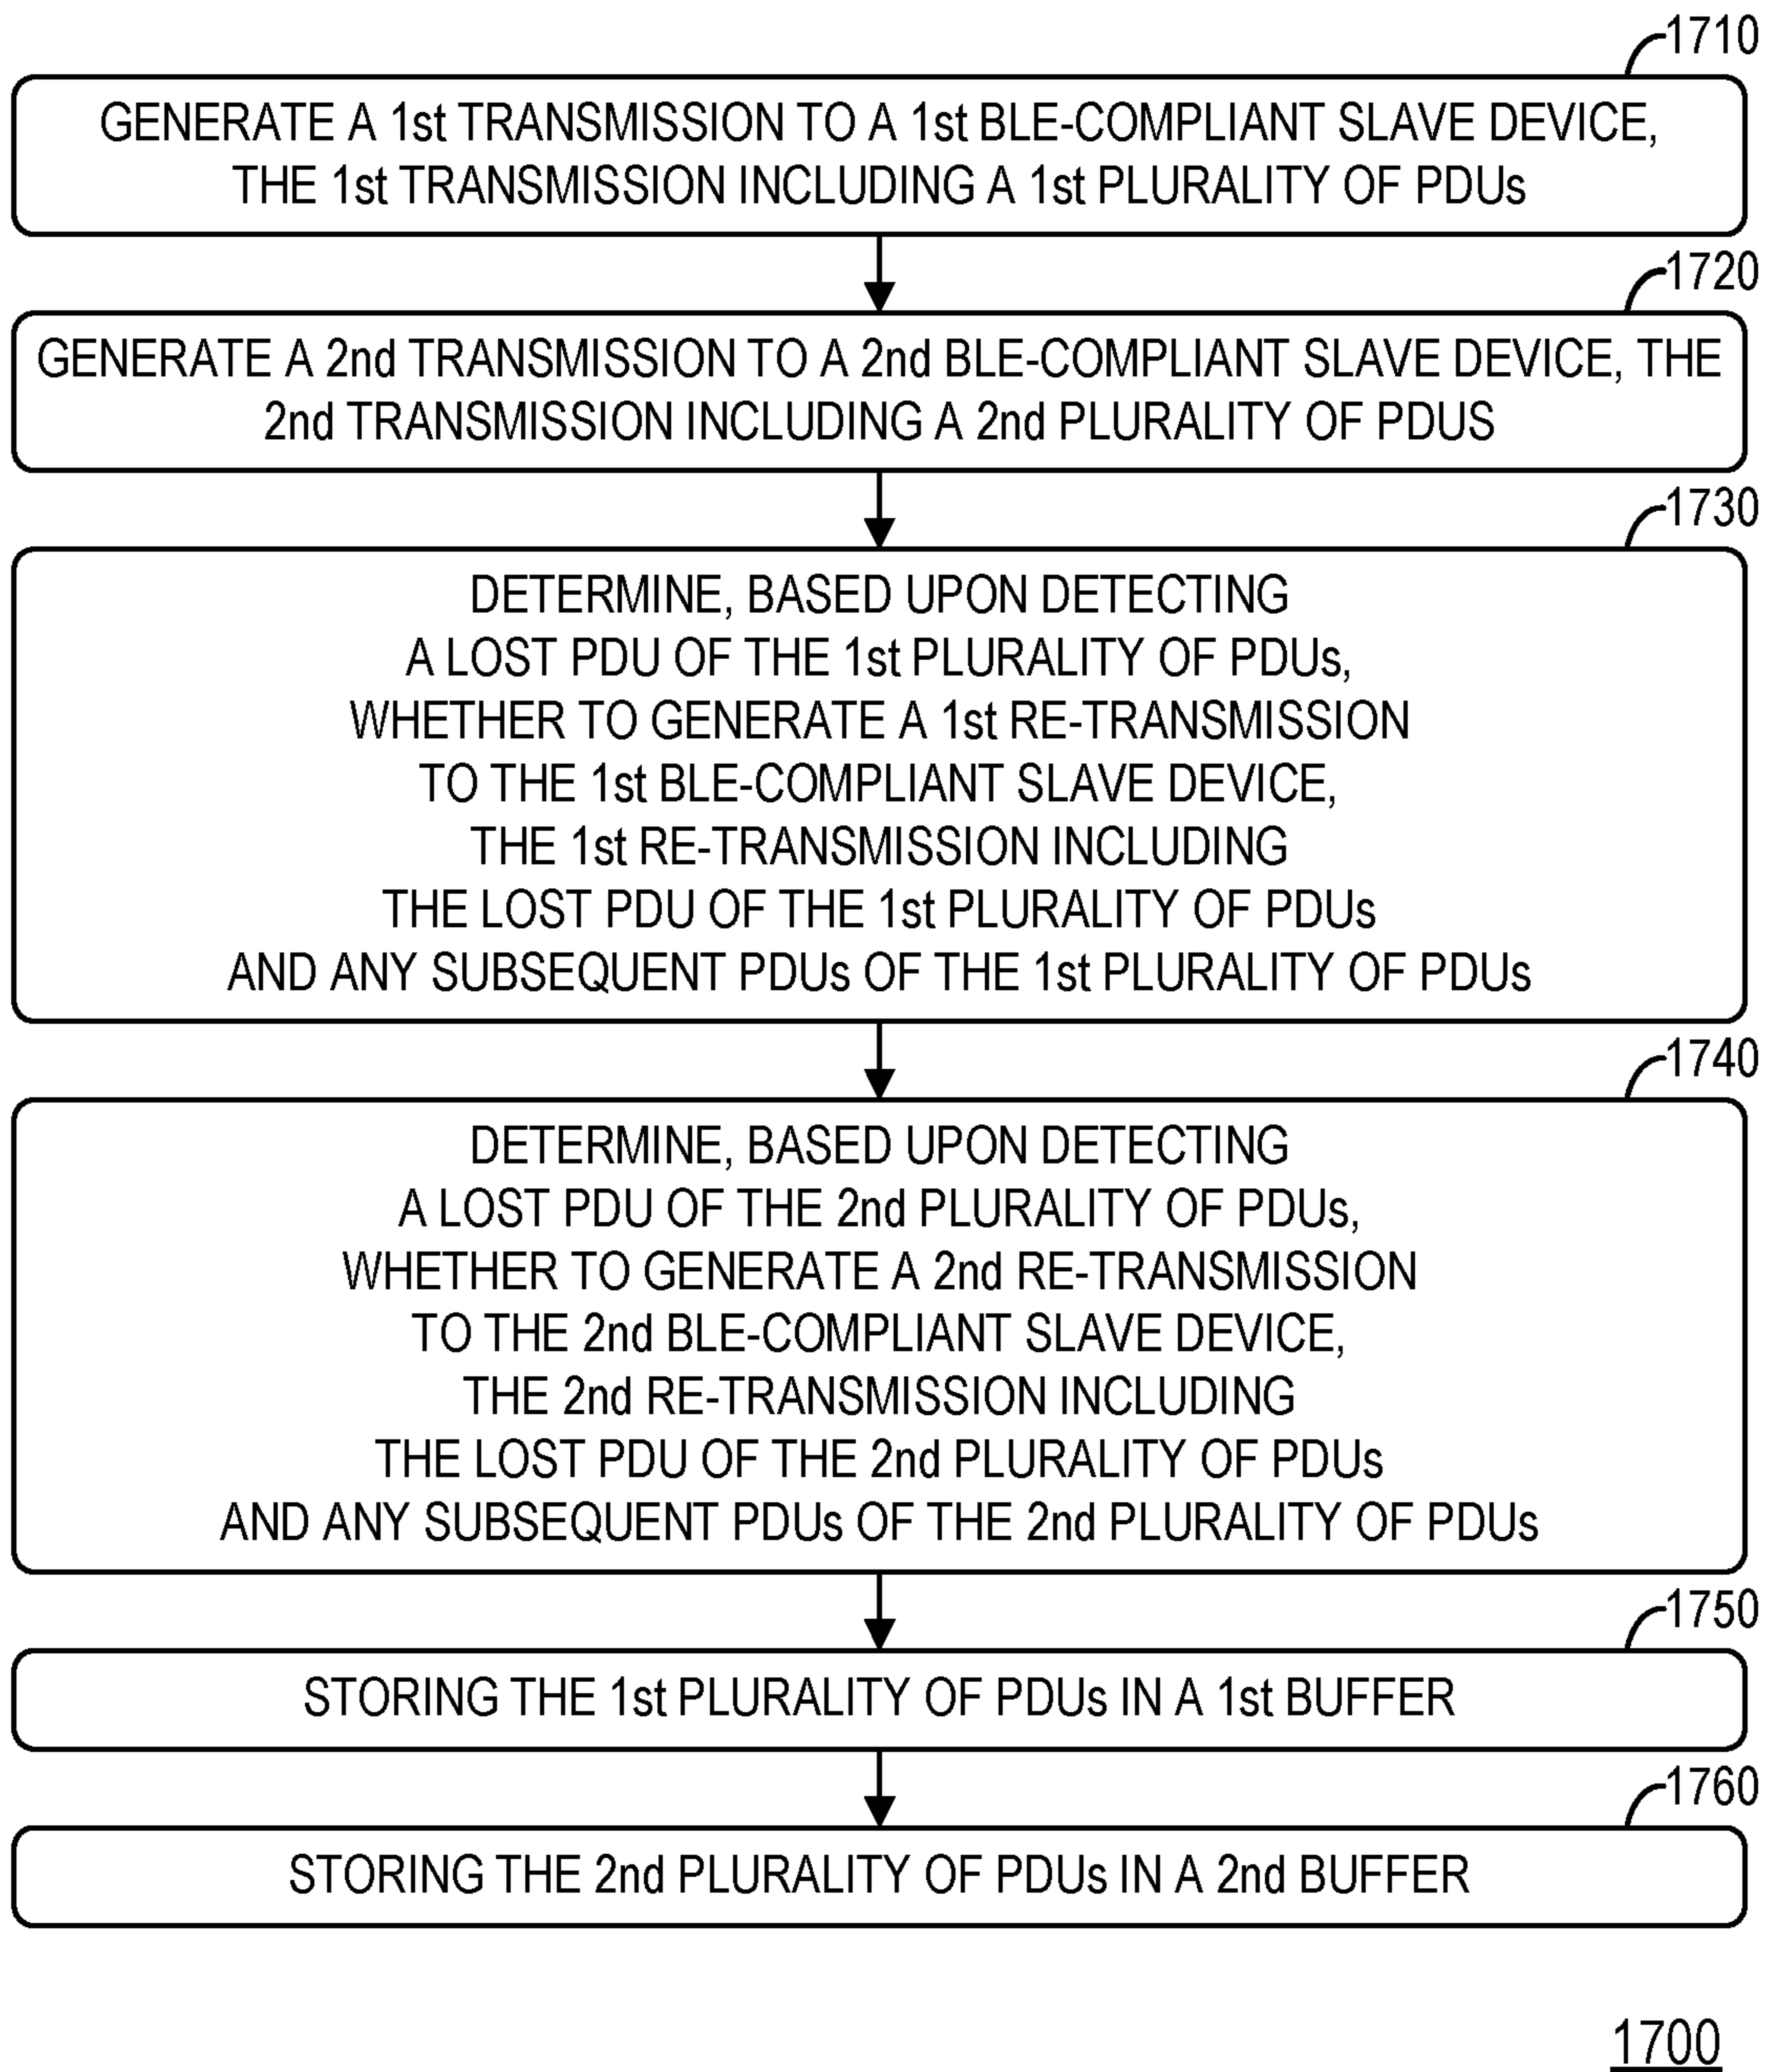 1710
GENERATE A 1st TRANSMISSION TO A 1st BLE-COMPLIANT SLAVE DEVICE,
THE 1st TRANSMISSION INCLUDING A 1st PLURALITY OF PDUs
1720
GENERATE A 2nd TRANSMISSION TO A 2nd BLE-COMPLIANT SLAVE DEVICE, THE
2nd TRANSMISSION INCLUDING A 2nd PLURALITY OF PDUS
1730
DETERMINE, BASED UPON DETECTING
A LOST PDU OF THE 1st PLURALITY OF PDUs,
WHETHER TO GENERATE A 1st RE-TRANSMISSION
TO THE 1st BLE-COMPLIANT SLAVE DEVICE,
THE 1st RE-TRANSMISSION INCLUDING
THE LOST PDU OF THE 1st PLURALITY OF PDUs
AND ANY SUBSEQUENT PDUs OF THE 1st PLURALITY OF PDUs
1740
DETERMINE, BASED UPON DETECTING
A LOST PDU OF THE 2nd PLURALITY OF PDUs,
WHETHER TO GENERATE A 2nd RE-TRANSMISSION
TO THE 2nd BLE-COMPLIANT SLAVE DEVICE,
THE 2nd RE-TRANSMISSION INCLUDING
THE LOST PDU OF THE 2nd PLURALITY OF PDUs
AND ANY SUBSEQUENT PDUs OF THE 2nd PLURALITY OF PDUs
1750
STORING THE 1st PLURALITY OF PDUs IN A 1st BUFFER
1760
STORING THE 2nd PLURALITY OF PDUs IN A 2nd BUFFER
1700